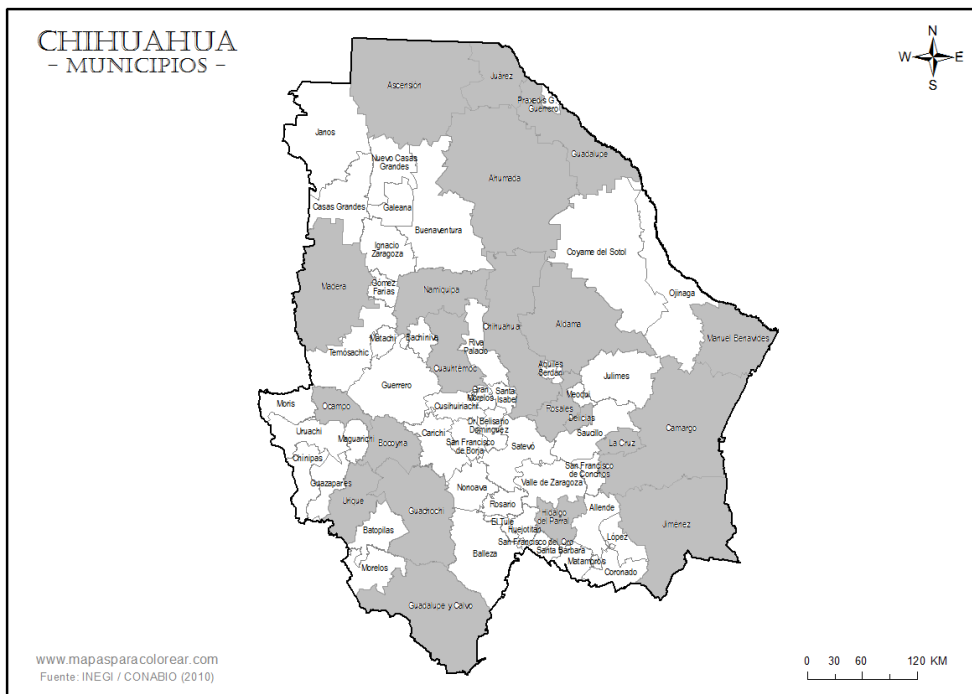 CHIHUAHUA
- MUNICIPIOS -
N
W E
S
Juárez
Ascensión
Praxedis G.
Guerrero
Janos
Guadalupe
Nuevo Casas
Grandes
Ahumada
Casas Grandes
Galeana
Buenaventura
Ignacio
Zaragoza
Coyame del Sotol
Madera
Gómez
Farías
Namiquipa
Ojinaga
Chihuahua
Aldama
Matachí
Bachíniva
Riva
Palacio
Manuel Benavides
Temósachic
Cuauhtémoc
Aquiles
Serdán
Julimes
Guerrero
Gran
Morelos
Santa
Isabel
Meoqui
Moris
Ocampo
Cusihuiriachi
Rosales
Delicias
Camargo
Uruachi
Maguarichi
Bocoyna
Carichí
Dr. Belisario
Domínguez
San Francisco
de Borja
Satevó
Saucillo
La Cruz
Chínipas
San Francisco
de Conchos
Guazapares
Nonoava
Valle de Zaragoza
Urique
Guachochi
Rosario
Hidalgo
del Parral
Allende
Jiménez
Batopilas
El Tule
Huejotitán
López
San Francisco del Oro
Santa Bárbara
Balleza
Matamoros
Morelos
Coronado
Guadalupe y Calvo
www.mapasparacolorear.com
Fuente: INEGI / CONABIO (2010)
0 30 60 120 KM